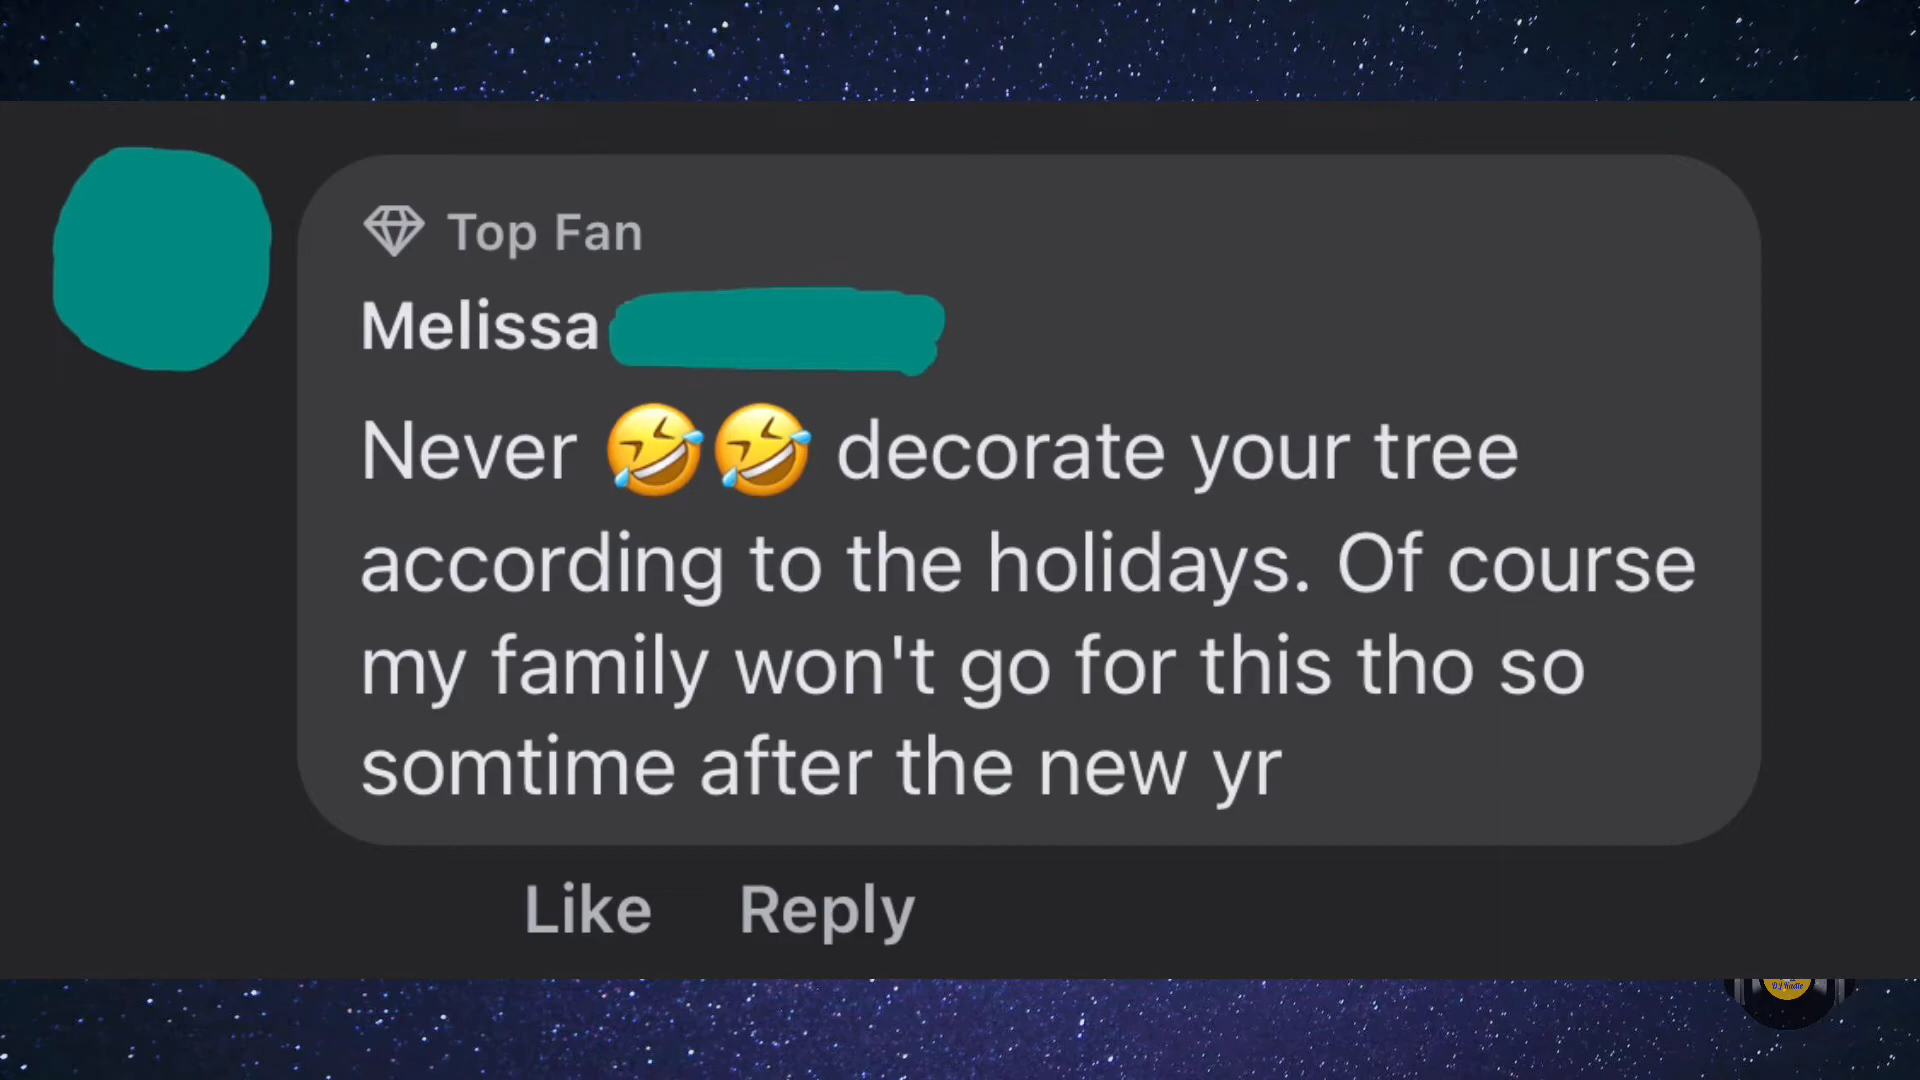 Top Fan
Melissa
Never 🤣🤣 decorate your tree
according to the holidays. Of course
my family won't go for this tho so
somtime after the new yr
Like Reply